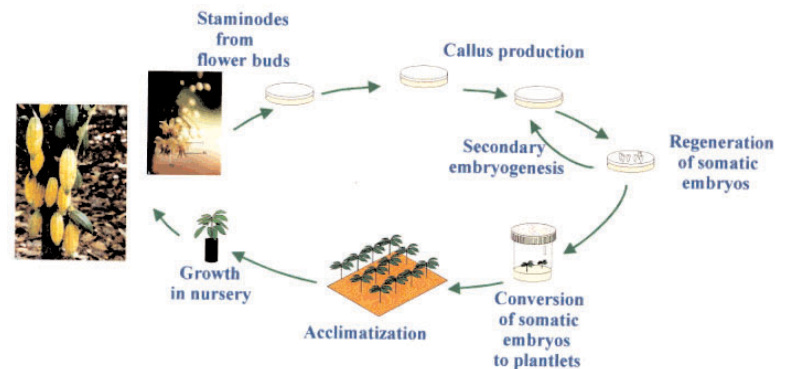 Staminodes
from
flower buds
Callus production
Secondary
embryogenesis
Regeneration
of somatic
embryos
Conversion
of somatic
embryos
to plantlets
Acclimatization
Growth
in nursery